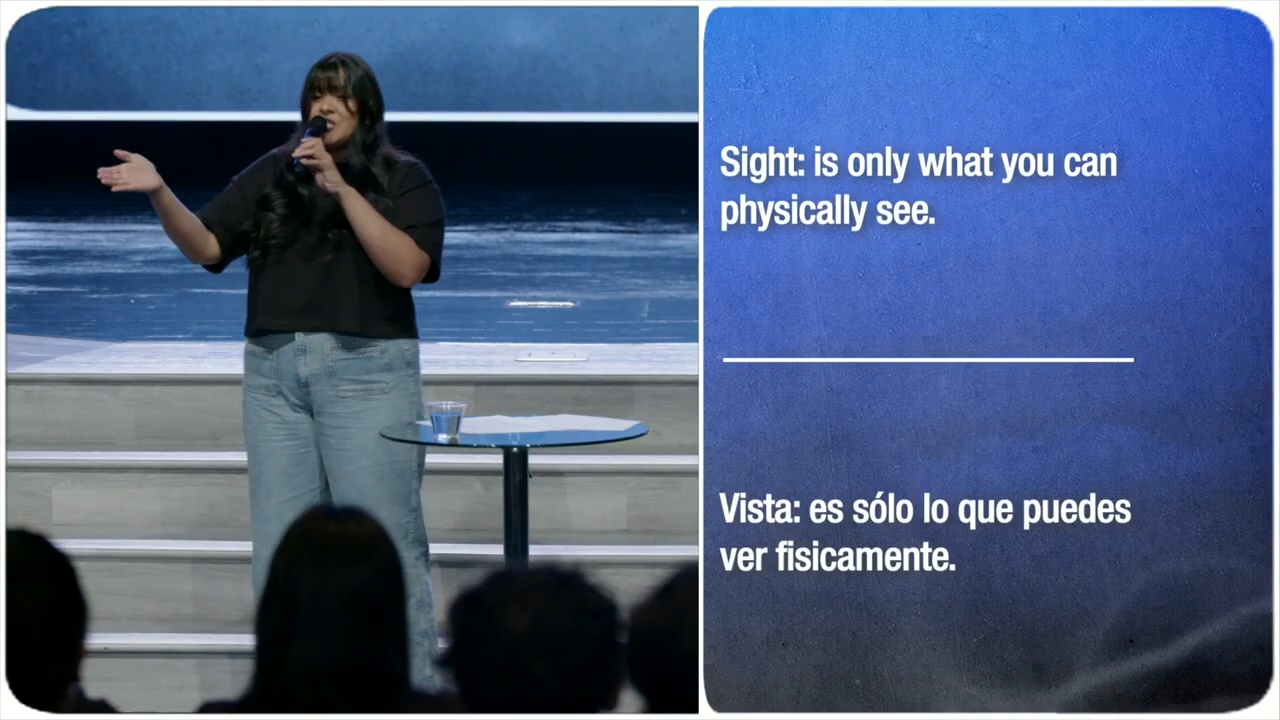 Sight: is only what you can
physically see.
Vista: es sólo lo que puedes
ver fisicamente.